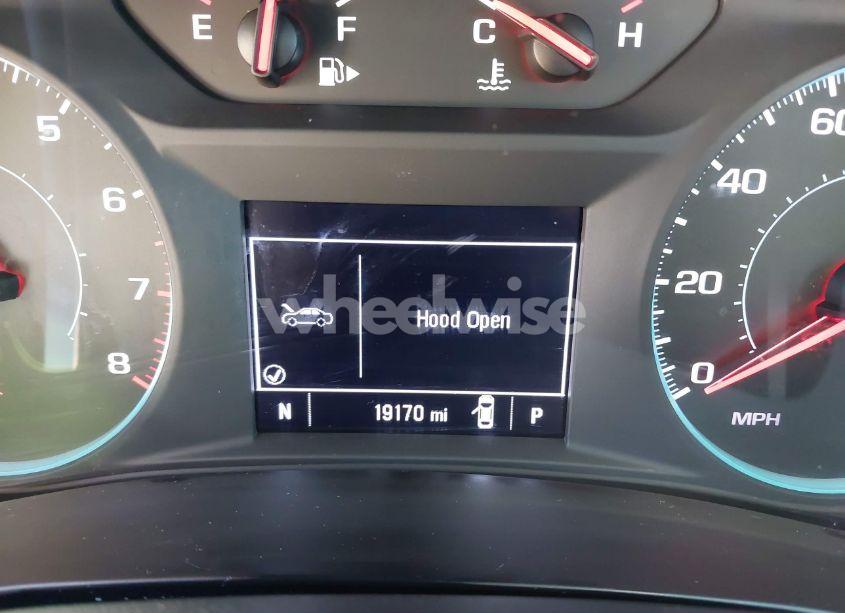 E F C H
5 6 7 8
60 40 20 0
MPH
wheelwise
Hood Open
N 19170 mi P